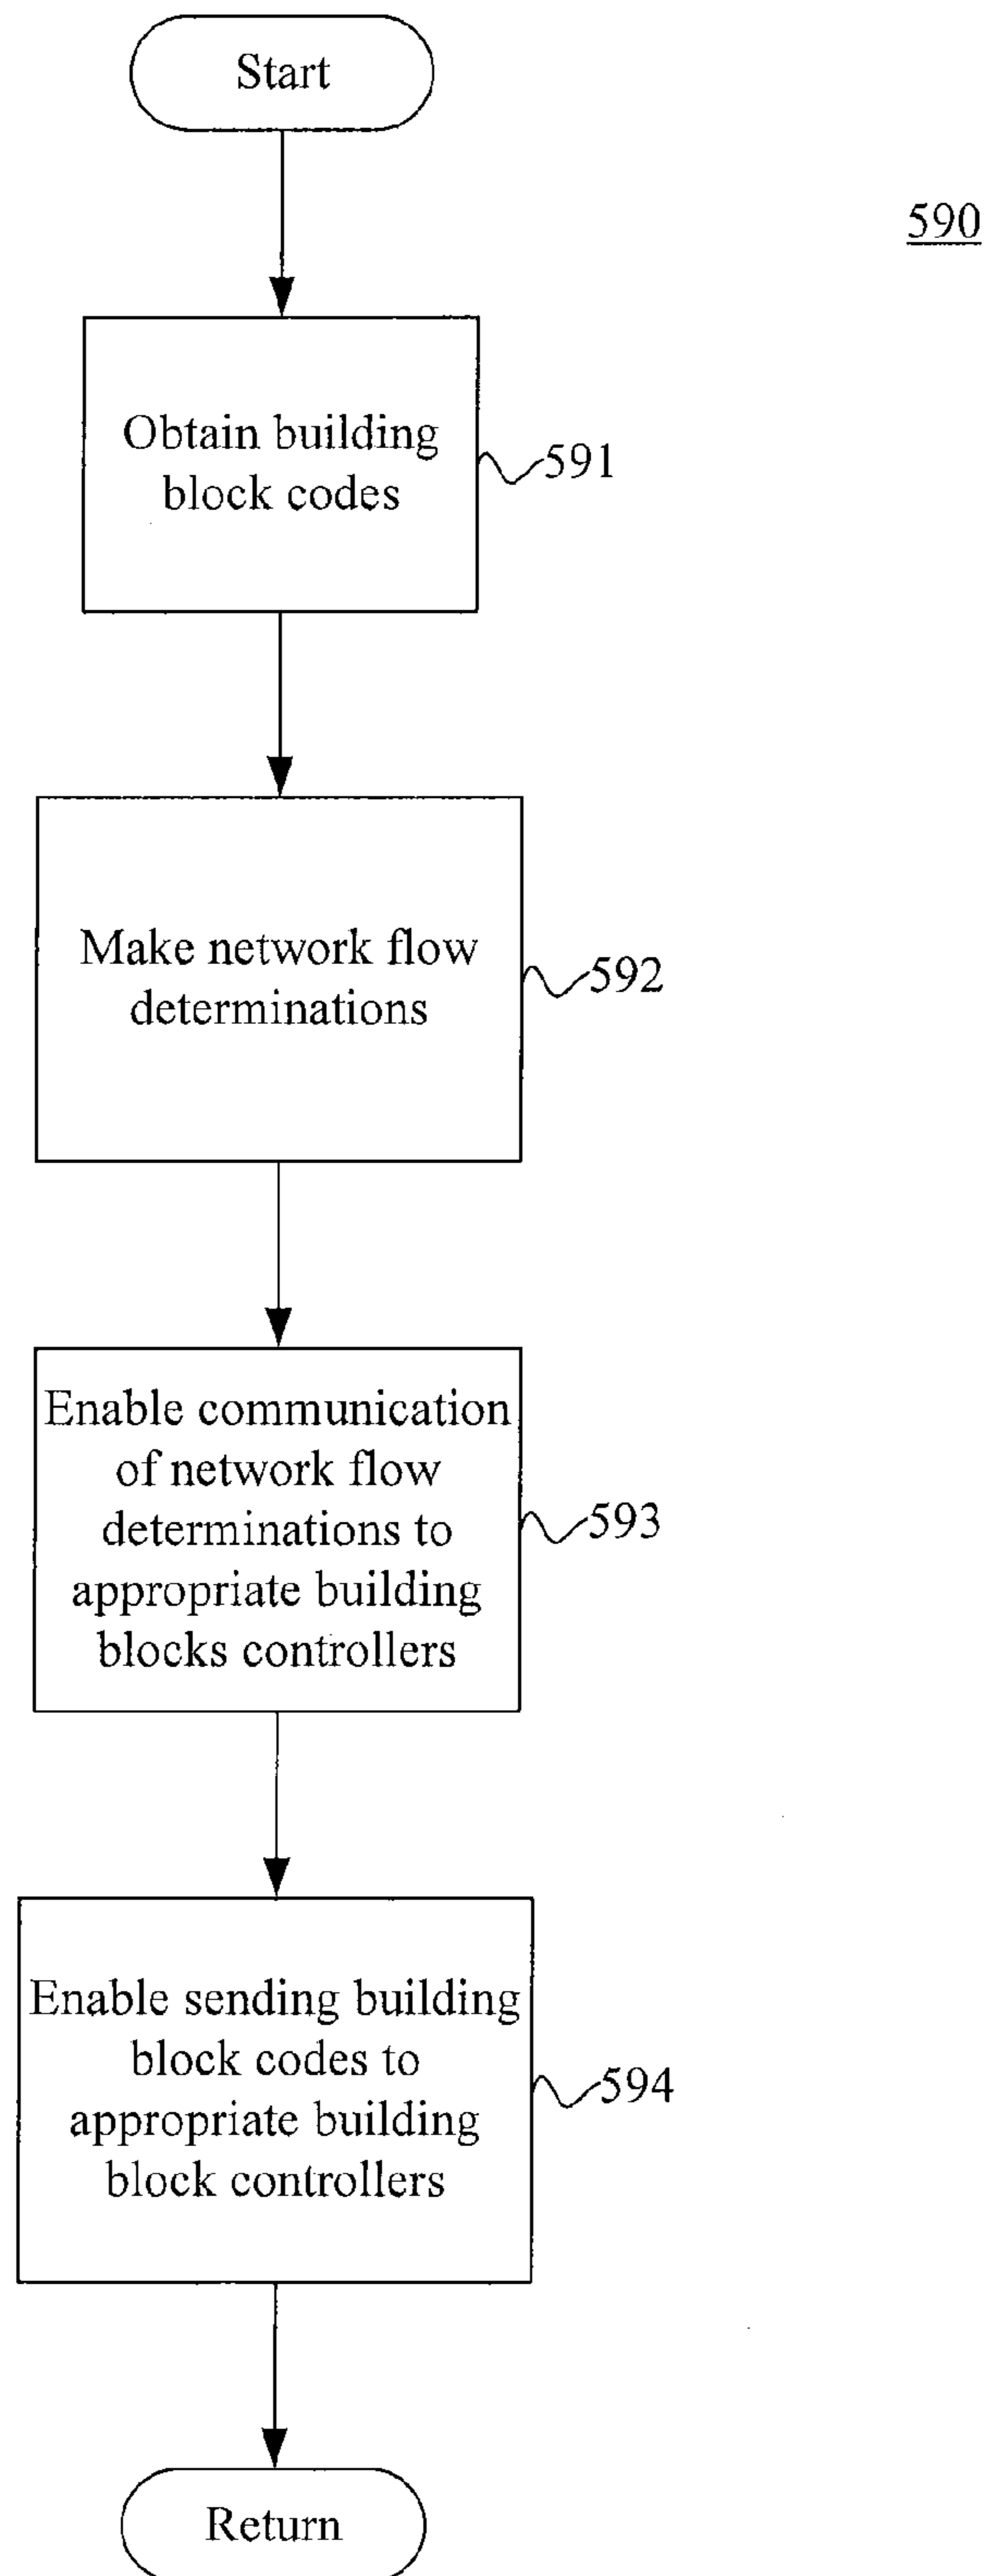 Start
590
Obtain building
block codes
591
Make network flow
determinations
592
Enable communication
of network flow
determinations to
appropriate building
blocks controllers
593
Enable sending building
block codes to
appropriate building
block controllers
594
Return